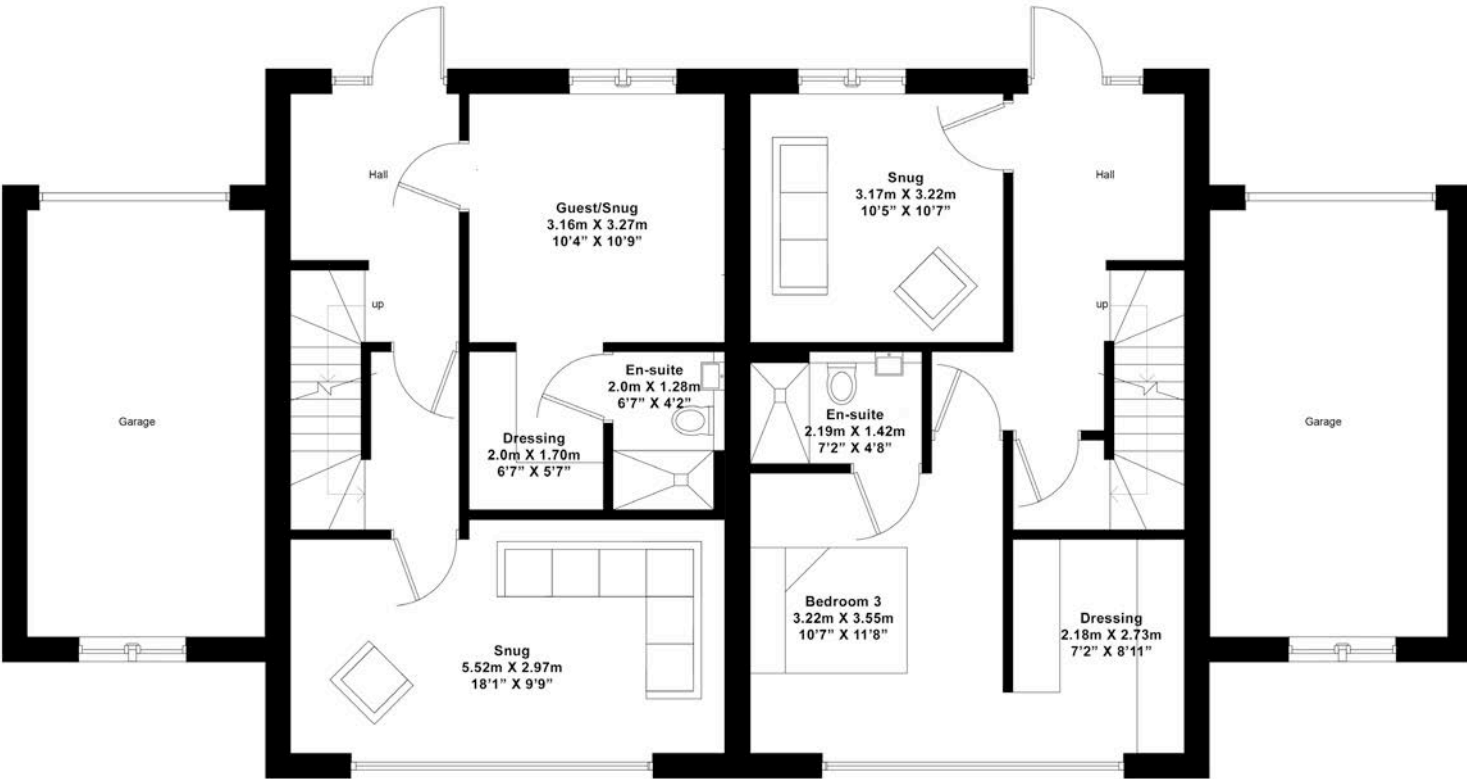 Hall
Guest/Snug
3.16m X 3.27m
10’4” X 10’9”
Snug
3.17m X 3.22m
10’5” X 10’7”
Hall
up
up
En-suite
2.0m X 1.28m
6’7” X 4’2”
En-suite
2.19m X 1.42m
7’2” X 4’8”
Garage
Garage
Dressing
2.0m X 1.70m
6’7” X 5’7”
Bedroom 3
3.22m X 3.55m
10’7” X 11’8”
Dressing
2.18m X 2.73m
7’2” X 8’11”
Snug
5.52m X 2.97m
18’1” X 9’9”